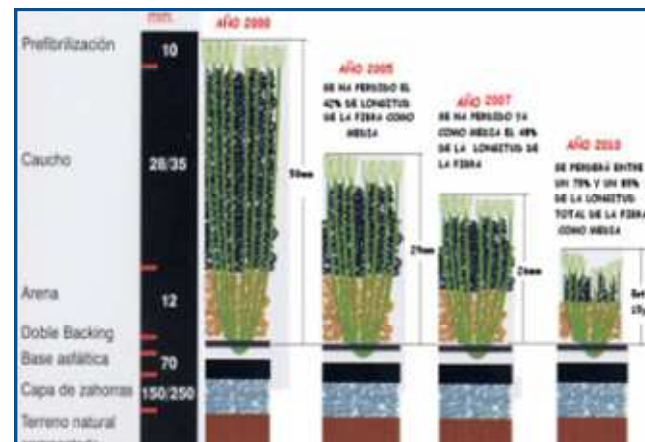 mm.
Prefibrilización
10
Caucho
28/35
Arena
12
Doble Backing
Base asfáltica
70
Capa de zahorras
150/250
Terreno natural
AÑO 2000
50mm
AÑO 2005
SE HA PERDIDO EL
42% DE LONGITUD
DE LA FIBRA COMO
MEDIA
29mm
AÑO 2007
SE HA PERDIDO YA
COMO MEDIA EL 48%
DE LA LONGITUD DE
LA FIBRA
26mm
AÑO 2010
SE PERDERÁ ENTRE
UN 70% Y UN 80%
DE LA LONGITUD
TOTAL DE LA FIBRA
COMO MEDIA